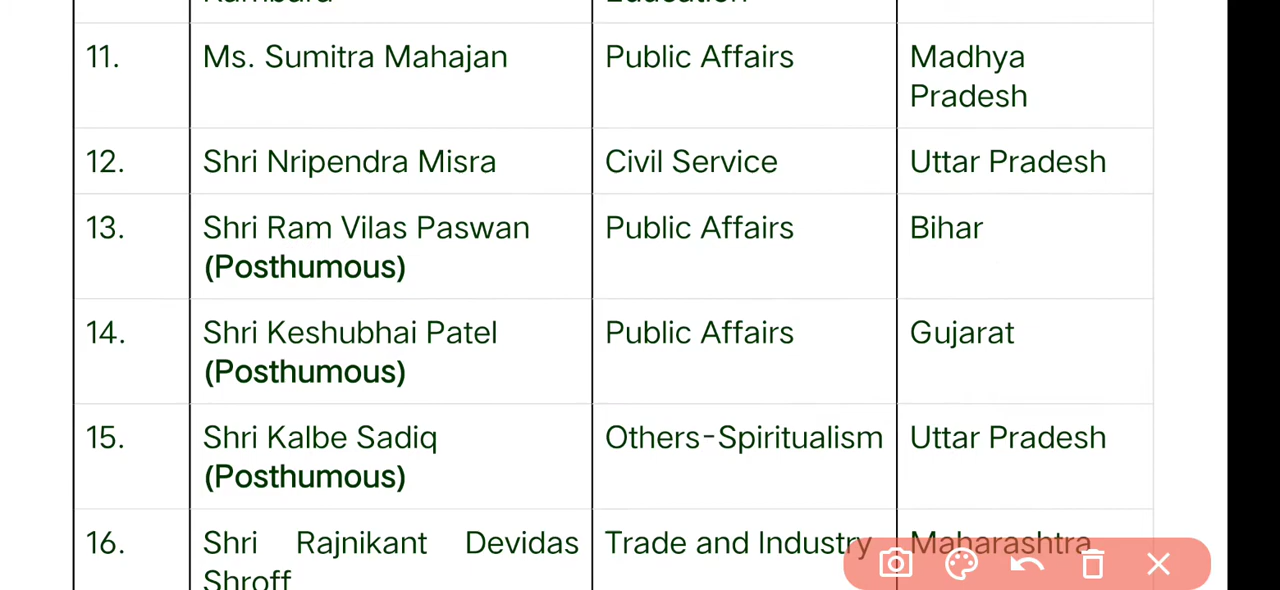 11. Ms. Sumitra Mahajan Public Affairs Madhya
Pradesh
12. Shri Nripendra Misra Civil Service Uttar Pradesh
13. Shri Ram Vilas Paswan Public Affairs Bihar
(Posthumous)
14. Shri Keshubhai Patel Public Affairs Gujarat
(Posthumous)
15. Shri Kalbe Sadiq Others-Spiritualism Uttar Pradesh
(Posthumous)
16. Shri Rajnikant Devidas Trade and Industry Maharashtra
Shroff